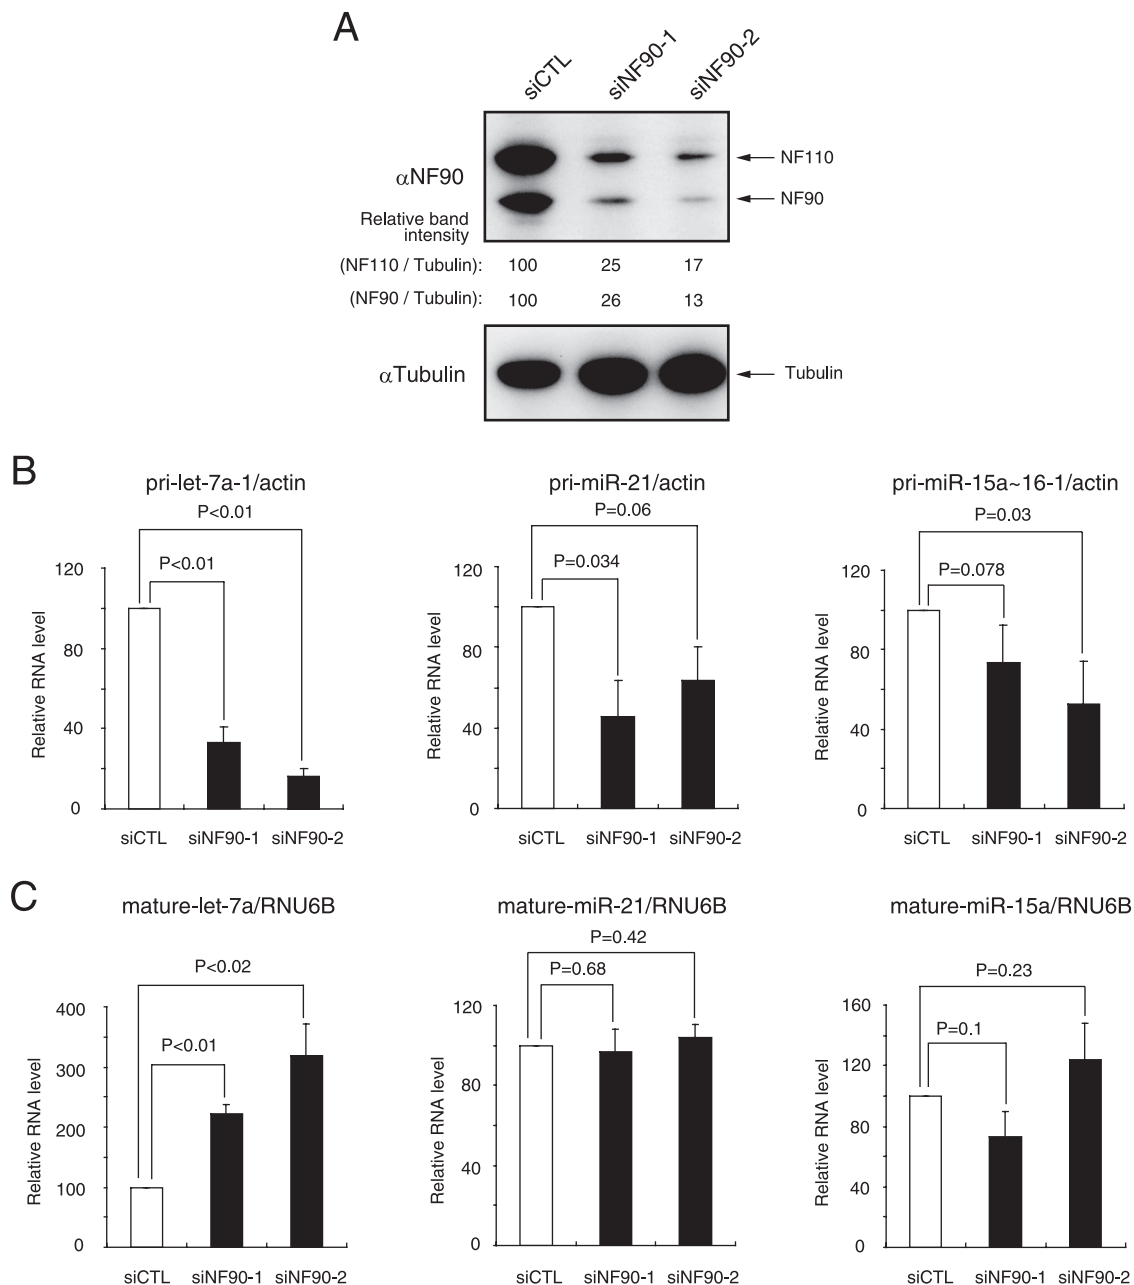 A
siCTL siNF90-1 siNF90-2
αNF90
NF110
NF90
Relative band
intensity
(NF110 / Tubulin): 100 25 17
(NF90 / Tubulin): 100 26 13
αTubulin
Tubulin
B
pri-let-7a-1/actin
P<0.01
P<0.01
Relative RNA level
120
80
40
0
siCTL siNF90-1 siNF90-2
pri-miR-21/actin
P=0.06
P=0.034
Relative RNA level
120
80
40
0
siCTL siNF90-1 siNF90-2
pri-miR-15a~16-1/actin
P=0.03
P=0.078
Relative RNA level
120
80
40
0
siCTL siNF90-1 siNF90-2
C
mature-let-7a/RNU6B
P<0.02
P<0.01
Relative RNA level
400
300
200
100
0
siCTL siNF90-1 siNF90-2
mature-miR-21/RNU6B
P=0.42
P=0.68
Relative RNA level
120
80
40
0
siCTL siNF90-1 siNF90-2
mature-miR-15a/RNU6B
P=0.23
P=0.1
Relative RNA level
160
120
80
40
0
siCTL siNF90-1 siNF90-2